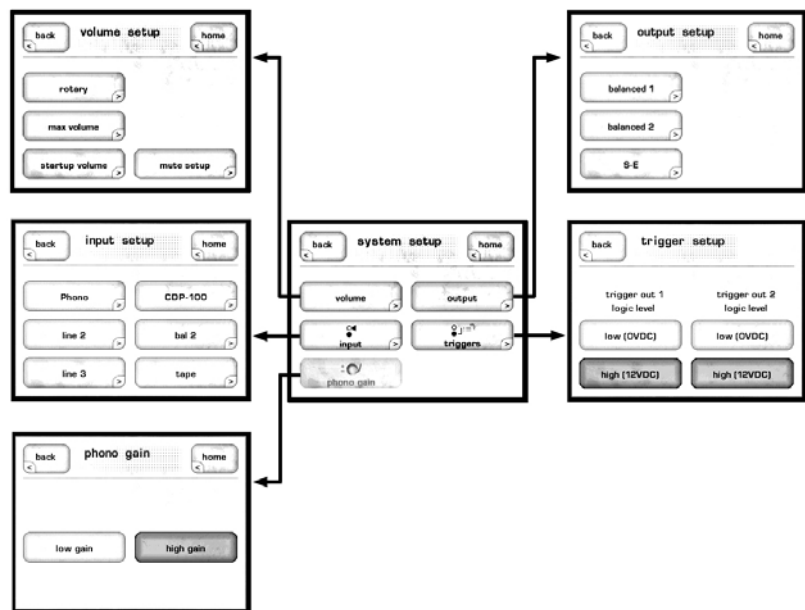 back volume setup home
<
rotary >
max volume >
startup volume > mute setup >
back output setup home
< <
balanced 1 >
balanced 2 >
S-E >
back input setup home
< <
Phono > CDP-100 >
line 2 > bal 2 >
line 3 > tape >
back system setup home
< <
volume > output >
input > triggers >
phono gain
back trigger setup
<
trigger out 1 trigger out 2
logic level logic level
low (0VDC) low (0VDC)
high (12VDC) high (12VDC)
back phono gain home
< <
low gain high gain